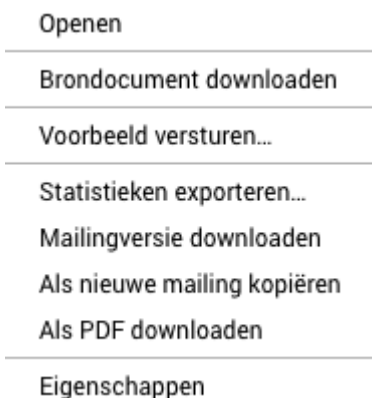 Openen
Brondocument downloaden
Voorbeeld versturen…
Statistieken exporteren…
Mailingversie downloaden
Als nieuwe mailing kopiëren
Als PDF downloaden
Eigenschappen